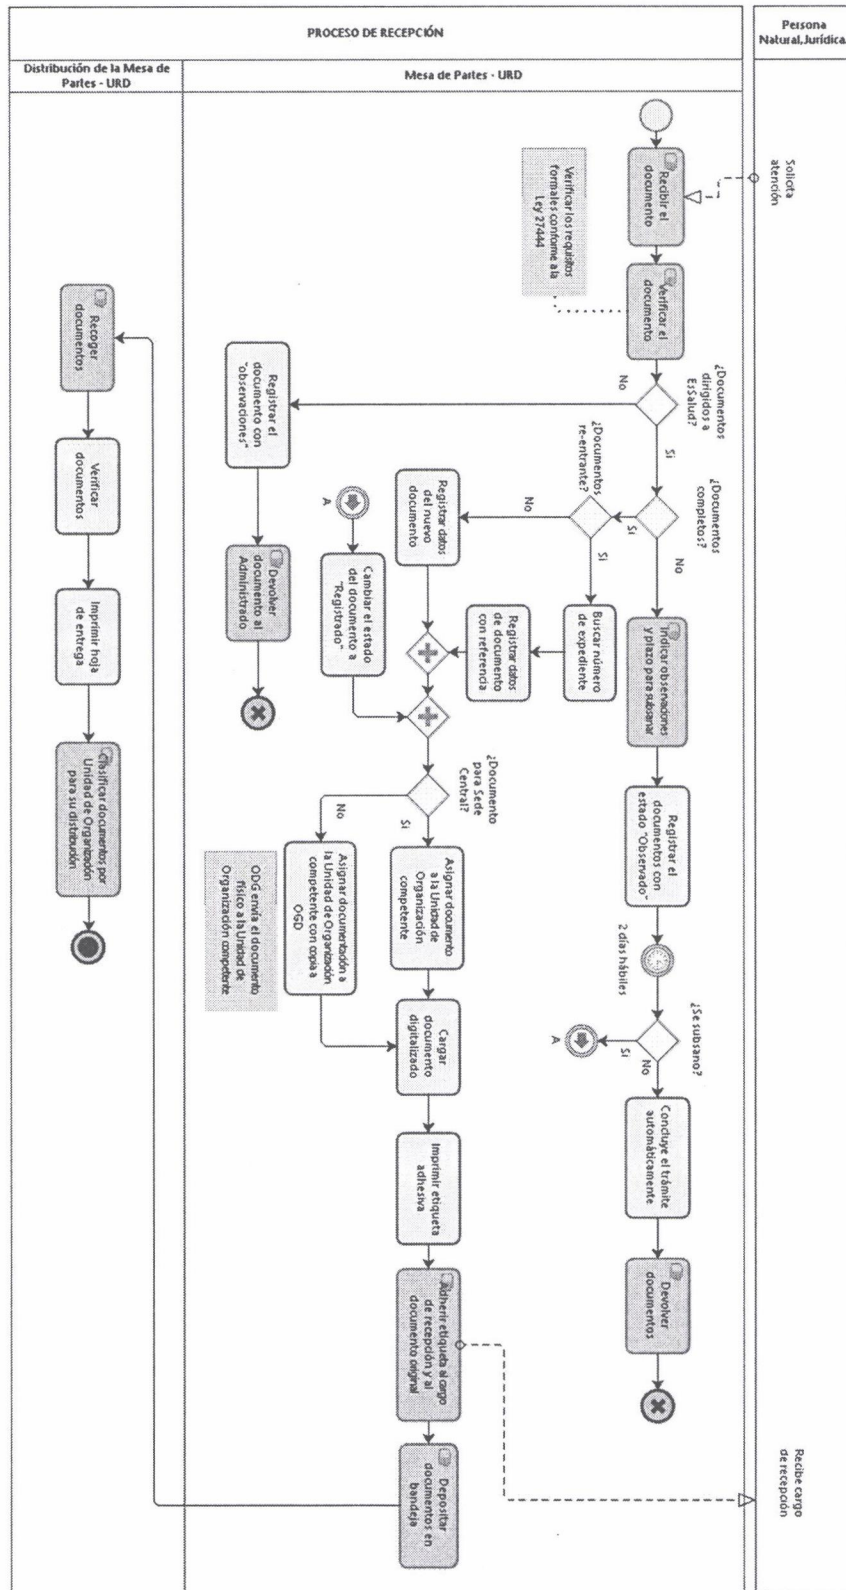 PROCESO DE RECEPCIÓN
Persona
Natural, Jurídica
Distribución de la Mesa de
Partes - URD
Mesa de Partes - URD
Solicita
atención
Recibir el
documento
Verificar los requisitos
formales conforme a la
Ley 27444
Verificar el
documento
¿Documentos
dirigidos a
EsSalud?
No
Si
Registrar el
documento con
"observaciones"
Devolver
documento al
Administrado
¿Documentos
completos?
No
Si
¿Documentos
re-entrante?
No
Si
Registrar datos
del nuevo
documento
Buscar número
de expediente
Registrar datos
de documento
con referencia
A
Cambiar el estado
del documento a
"Registrado"
Indicar observaciones
y plazo para subsanar
Registrar el
documentos con
estado "Observado"
2 días hábiles
¿Se subsano?
Si
No
A
Concluye el trámite
automáticamente
Devolver
documentos
¿Documento
para Sede
Central?
Si
No
Asignar documento
a la Unidad de
Organización
competente
Asignar documentación a
la Unidad de Organización
competente con copia a
OGD
ODG envía el documento
físico a la Unidad de
Organización competente
Cargar
documento
digitalizado
Imprimir etiqueta
adhesiva
Adherir etiqueta al cargo
de recepción y al
documento original
Recibe cargo
de recepción
Depositar
documentos en
bandeja
Recoger
documentos
Verificar
documentos
Imprimir hoja
de entrega
Clasificar documentos por
Unidad de Organización
para su distribución